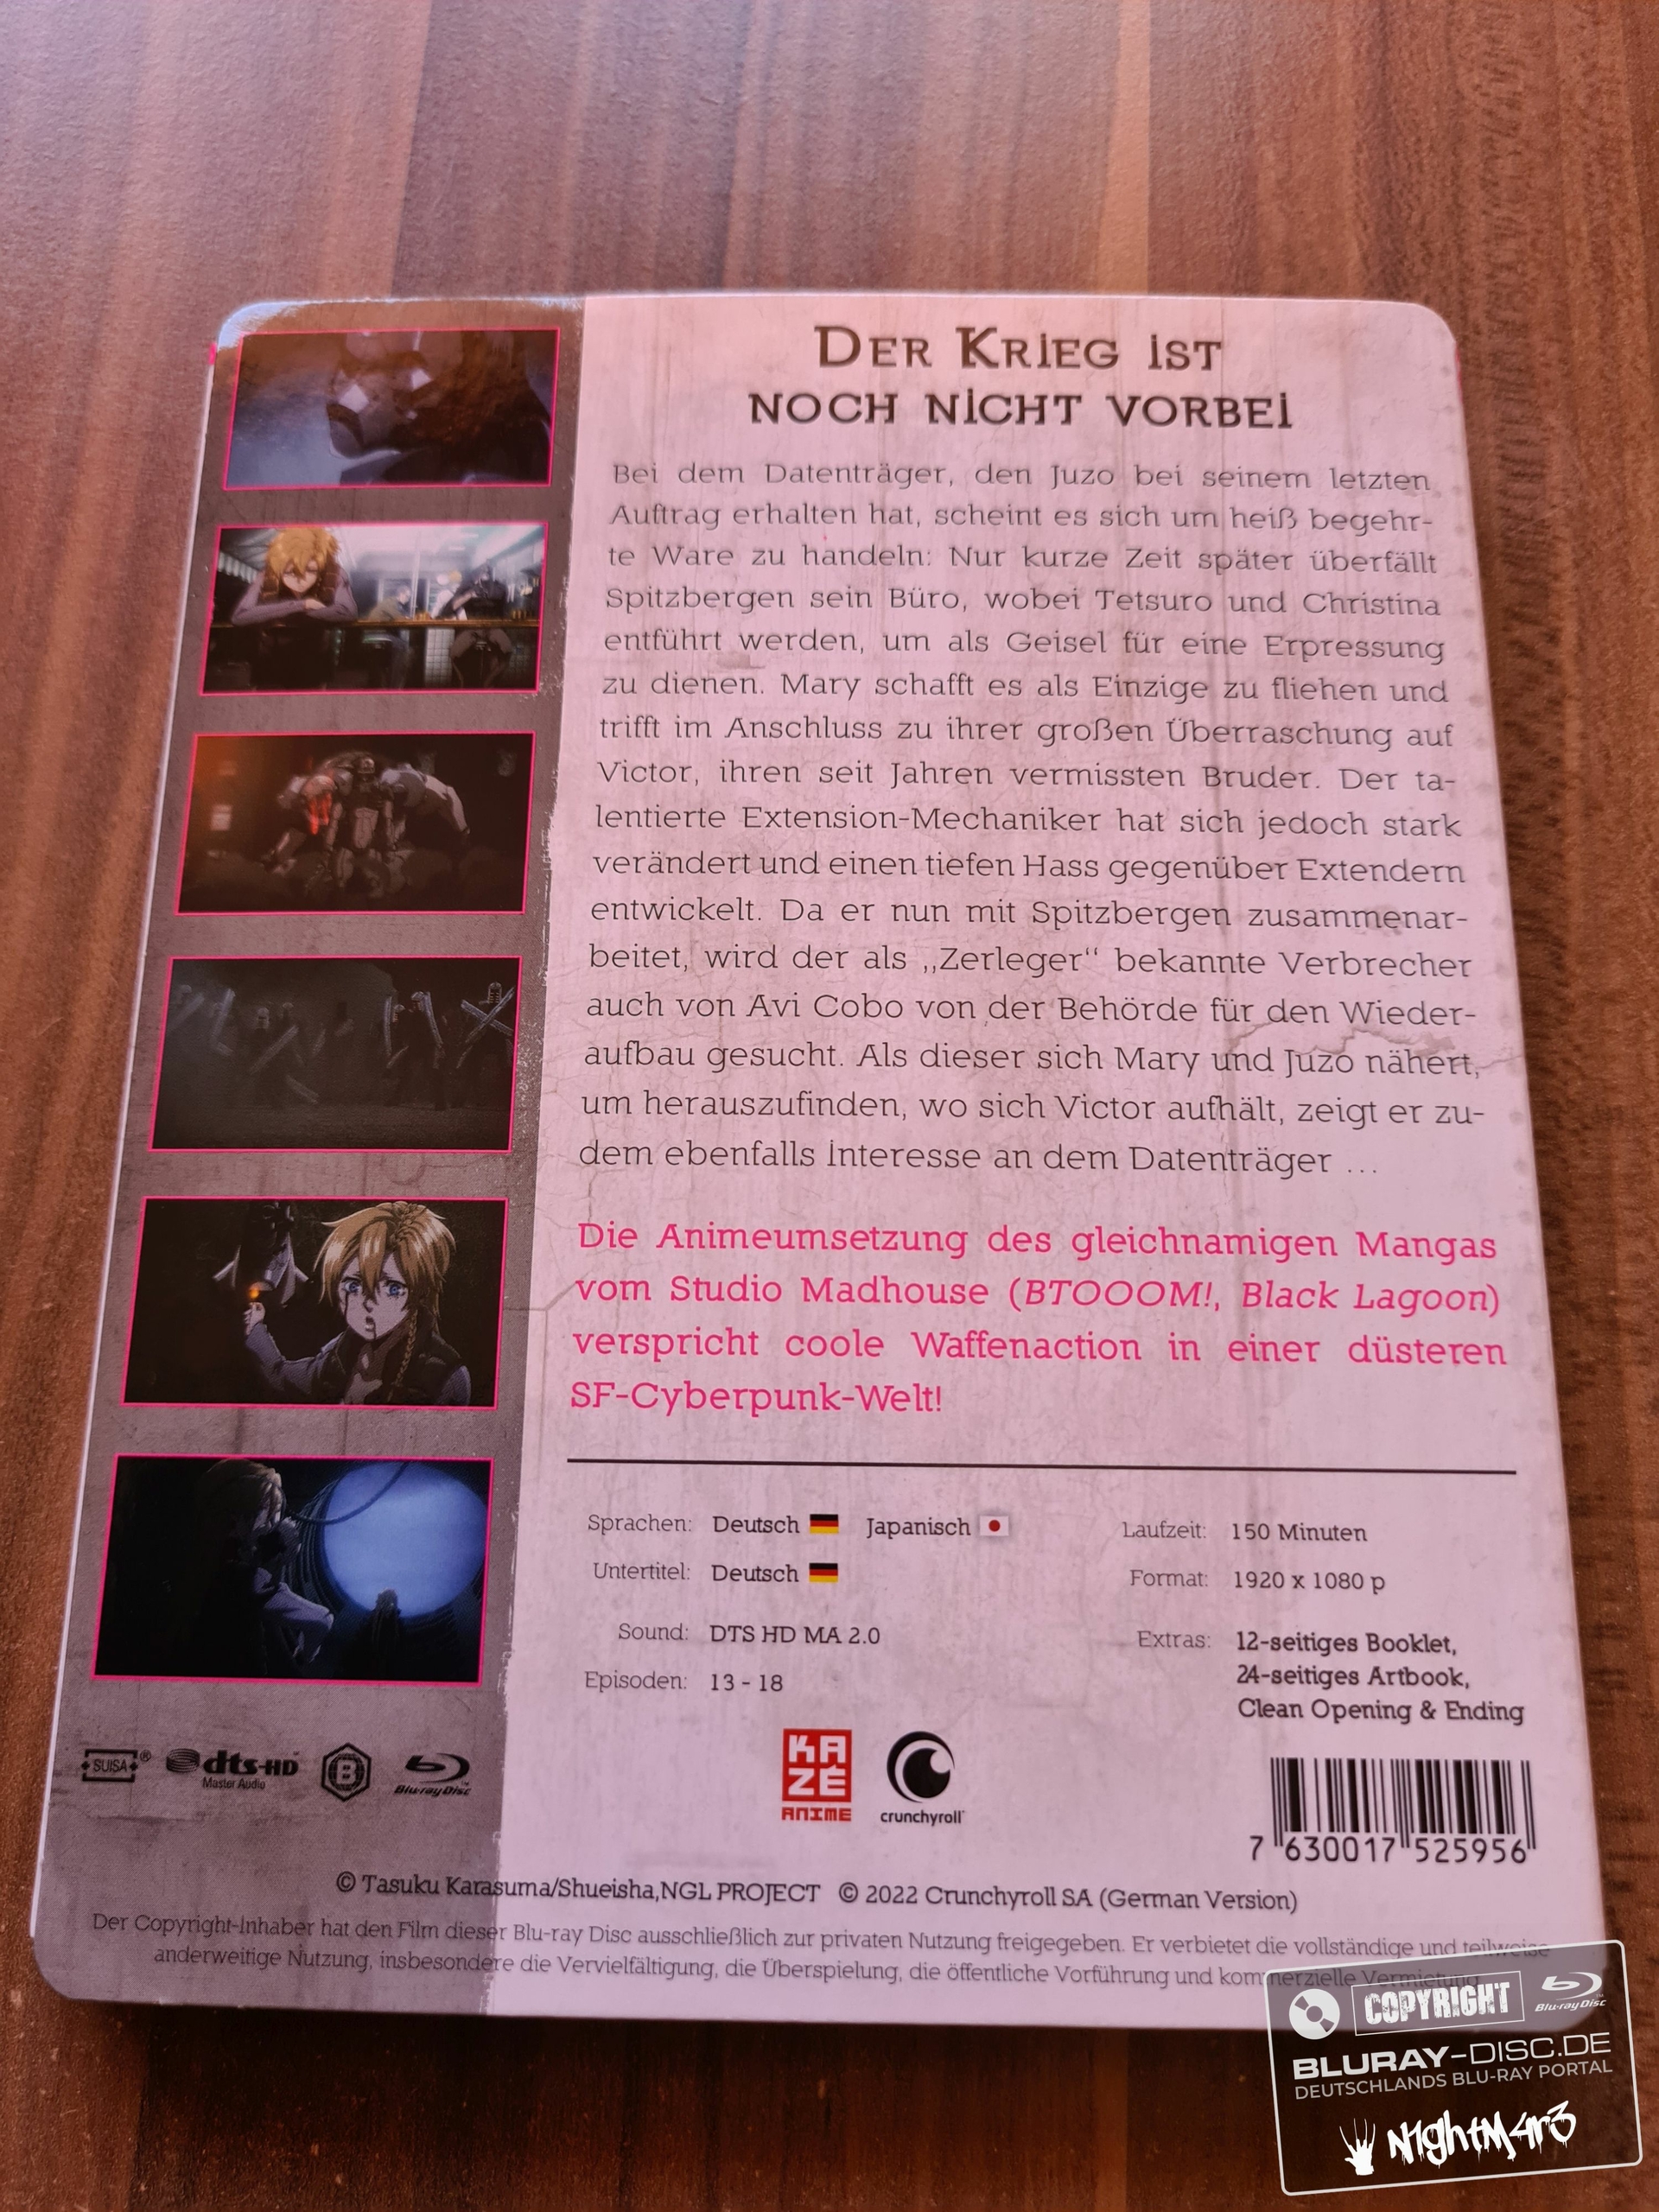 Der Krieg ist
noch nicht vorbei
Bei dem Datenträger, den Juzo bei seinem letzten
Auftrag erhalten hat, scheint es sich um heiß begehr-
te Ware zu handeln: Nur kurze Zeit später überfällt
Spitzbergen sein Büro, wobei Tetsuro und Christina
entführt werden, um als Geisel für eine Erpressung
zu dienen. Mary schafft es als Einzige zu fliehen und
trifft im Anschluss zu ihrer großen Überraschung auf
Victor, ihren seit Jahren vermissten Bruder. Der ta-
lentierte Extension-Mechaniker hat sich jedoch stark
verändert und einen tiefen Hass gegenüber Extendern
entwickelt. Da er nun mit Spitzbergen zusammenar-
beitet, wird der als „Zerleger“ bekannte Verbrecher
auch von Avi Cobo von der Behörde für den Wieder-
aufbau gesucht. Als dieser sich Mary und Juzo nähert,
um herauszufinden, wo sich Victor aufhält, zeigt er zu-
dem ebenfalls Interesse an dem Datenträger ...
Die Animeumsetzung des gleichnamigen Mangas
vom Studio Madhouse (BTOOOM!, Black Lagoon)
verspricht coole Waffenaction in einer düsteren
SF-Cyberpunk-Welt!
Sprachen: Deutsch Japanisch
Untertitel: Deutsch
Sound: DTS HD MA 2.0
Episoden: 13 - 18
Laufzeit: 150 Minuten
Format: 1920 x 1080 p
Extras: 12-seitiges Booklet,
24-seitiges Artbook,
Clean Opening & Ending
SUISA® dts-HD Master Audio B Blu-ray Disc
KAZÉ ANIME
crunchyroll
7 630017 525956
© Tasuku Karasuma/Shueisha,NGL PROJECT © 2022 Crunchyroll SA (German Version)
Der Copyright-Inhaber hat den Film dieser Blu-ray Disc ausschließlich zur privaten Nutzung freigegeben. Er verbietet die vollständige und teilweise
anderweitige Nutzung, insbesondere die Vervielfältigung, die Überspielung, die öffentliche Vorführung und kommerzielle Vermietung.
COPYRIGHT Blu-ray Disc
BLURAY-DISC.DE
DEUTSCHLANDS BLU-RAY PORTAL
N1ghtM4r3